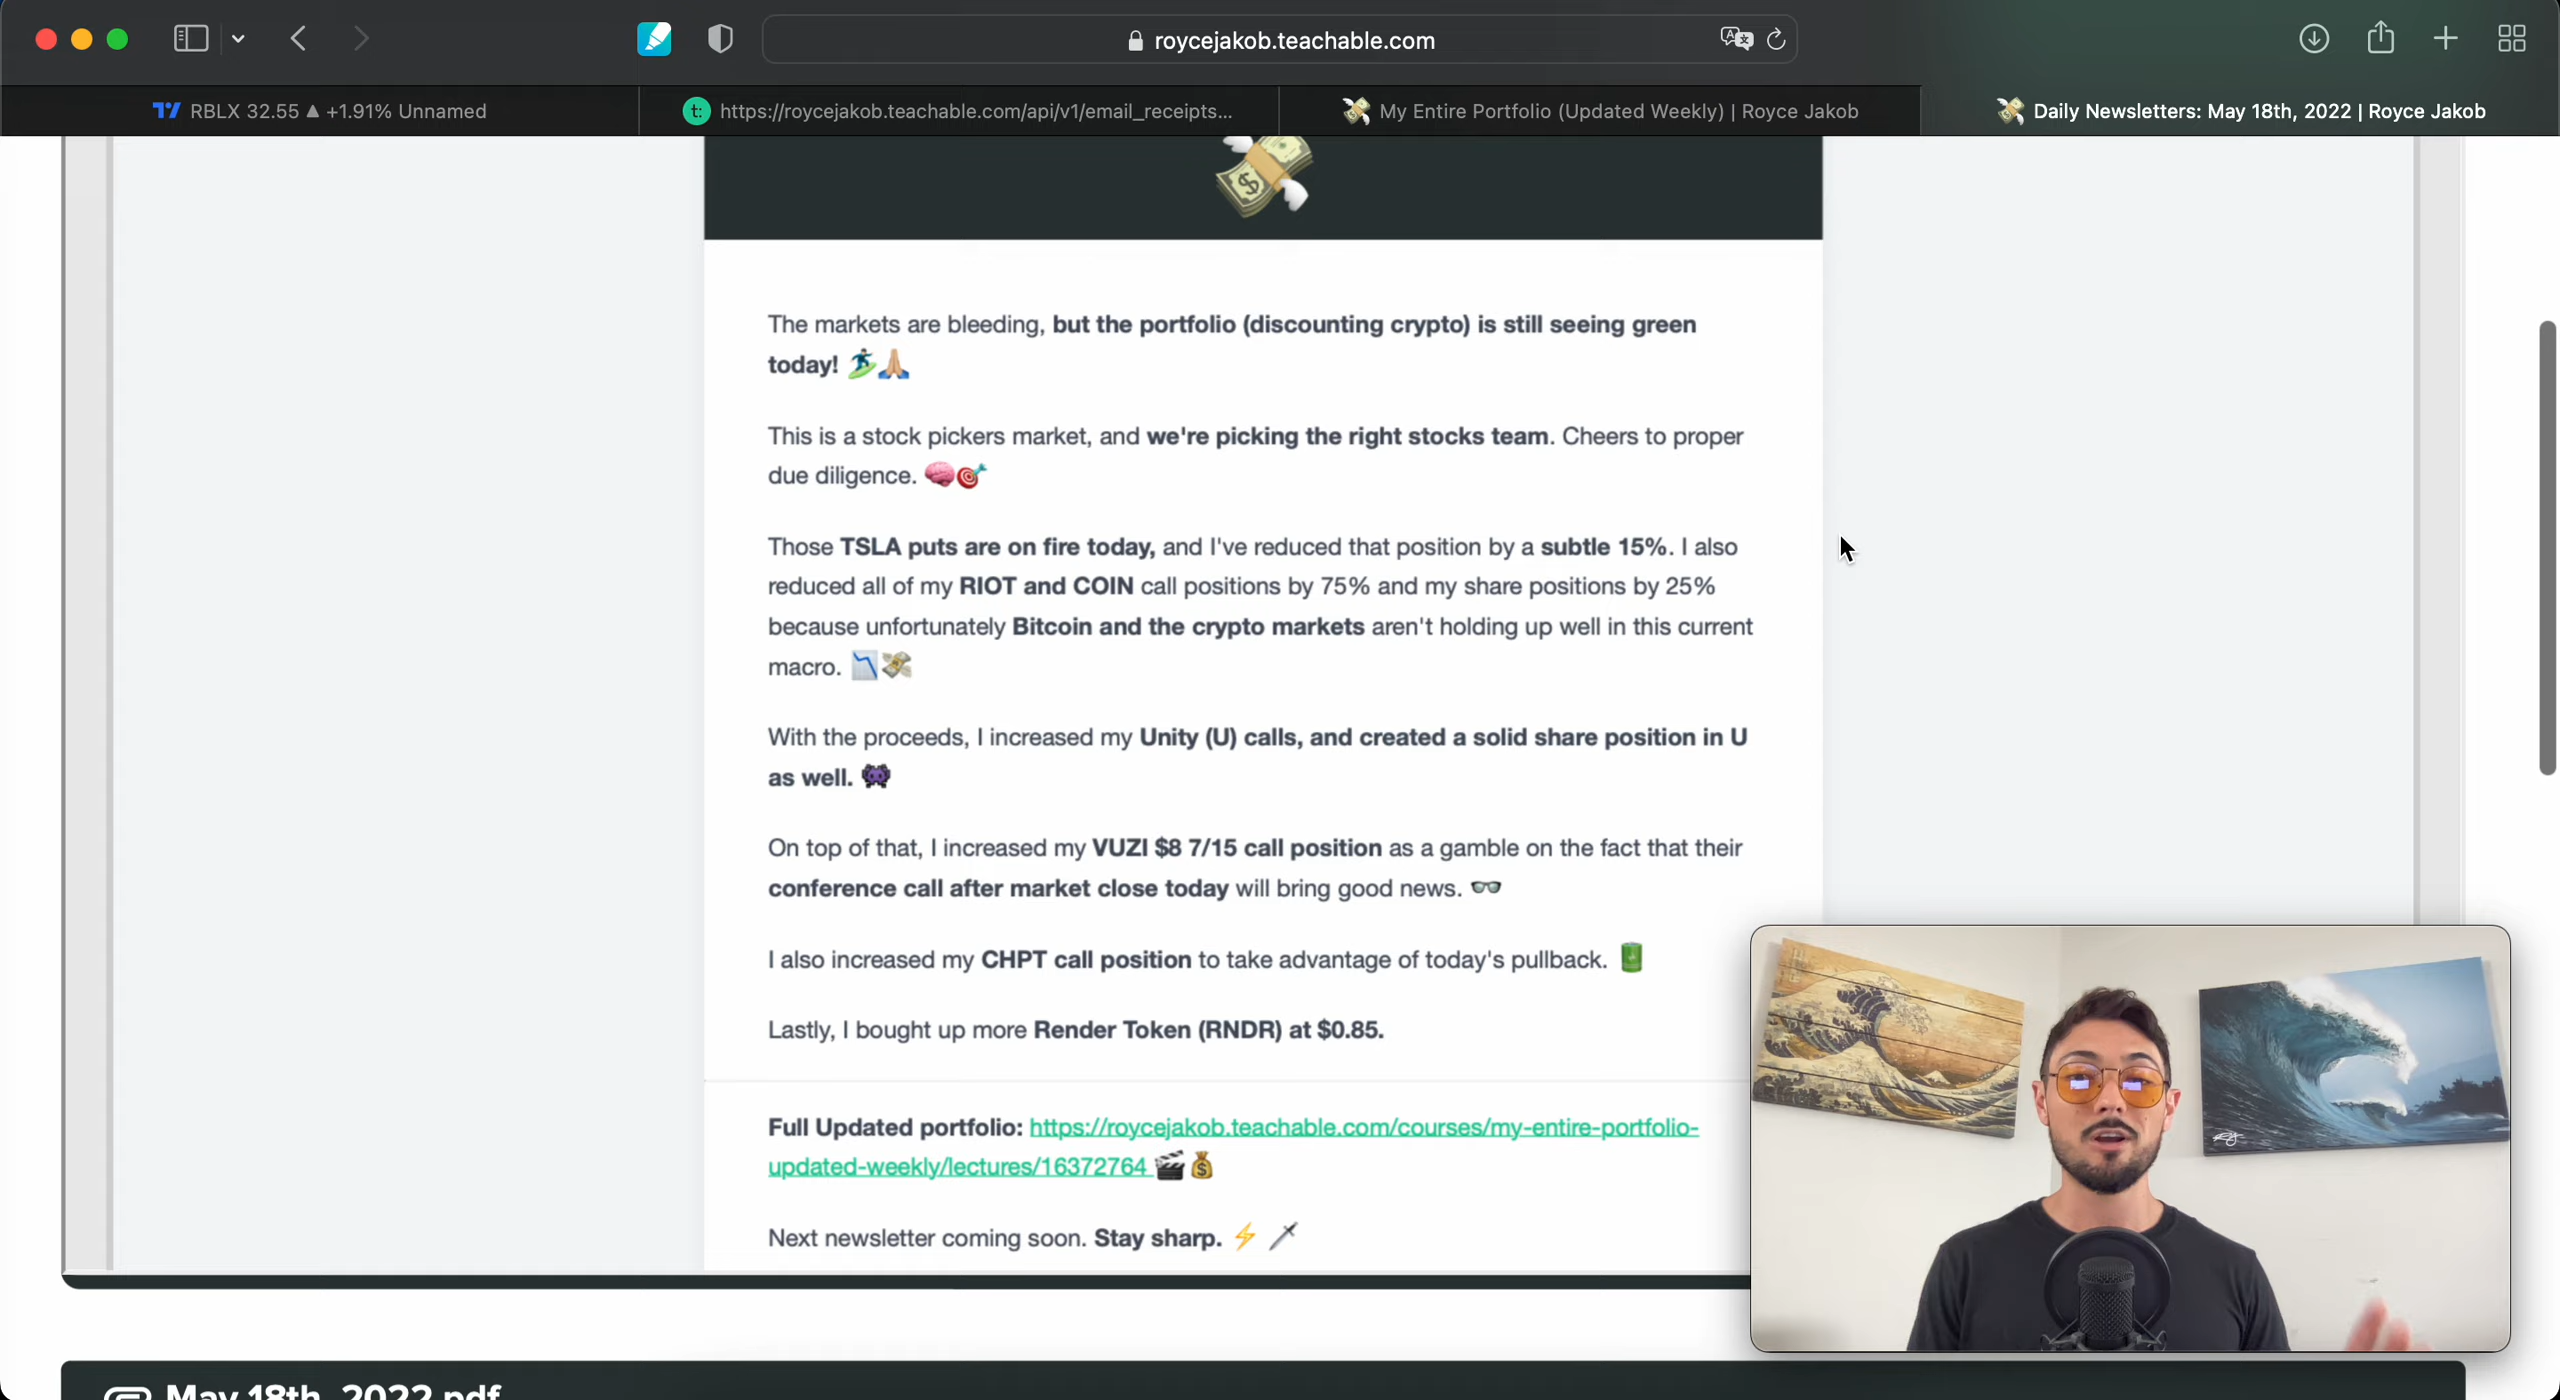 roycejakob.teachable.com
RBLX 32.55 ▲ +1.91% Unnamed
t: https://roycejakob.teachable.com/api/v1/email_receipts...
My Entire Portfolio (Updated Weekly) | Royce Jakob
Daily Newsletters: May 18th, 2022 | Royce Jakob
The markets are bleeding, but the portfolio (discounting crypto) is still seeing green
today! 🏄🙏
This is a stock pickers market, and we're picking the right stocks team. Cheers to proper
due diligence. 🧠🎯
Those TSLA puts are on fire today, and I've reduced that position by a subtle 15%. I also
reduced all of my RIOT and COIN call positions by 75% and my share positions by 25%
because unfortunately Bitcoin and the crypto markets aren't holding up well in this current
macro. 📉💸
With the proceeds, I increased my Unity (U) calls, and created a solid share position in U
as well. 👾
On top of that, I increased my VUZI $8 7/15 call position as a gamble on the fact that their
conference call after market close today will bring good news. 👓
I also increased my CHPT call position to take advantage of today's pullback. 🔋
Lastly, I bought up more Render Token (RNDR) at $0.85.
Full Updated portfolio: https://roycejakob.teachable.com/courses/my-entire-portfolio-
updated-weekly/lectures/16372764 🎬💰
Next newsletter coming soon. Stay sharp. ⚡🗡
May 18th, 2022.pdf